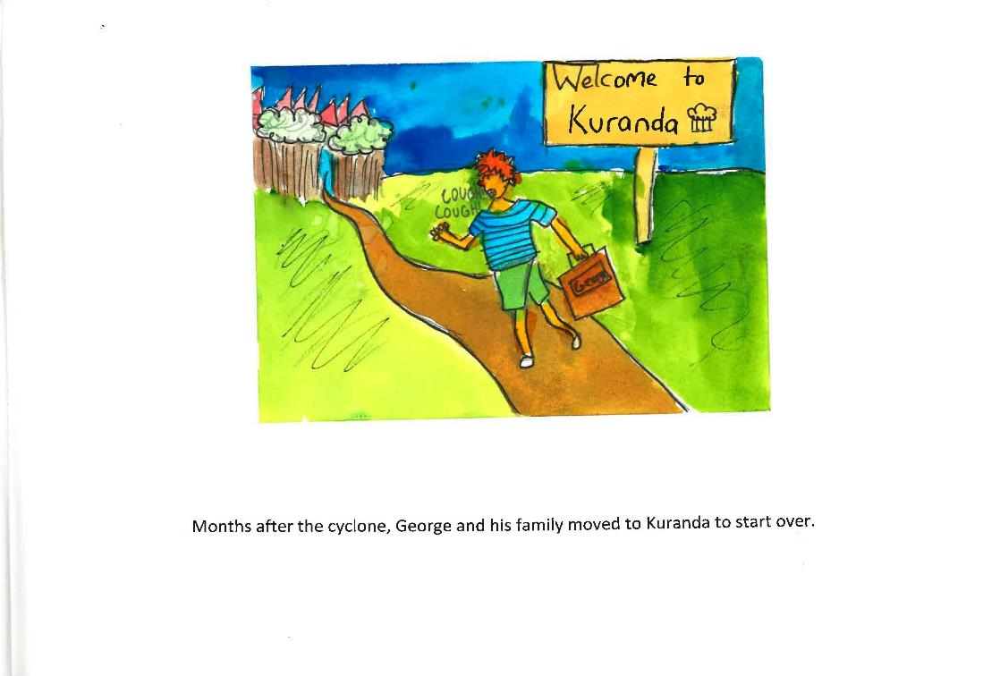 Welcome to
Kuranda
COUGH!
COUGH!
George
Months after the cyclone, George and his family moved to Kuranda to start over.